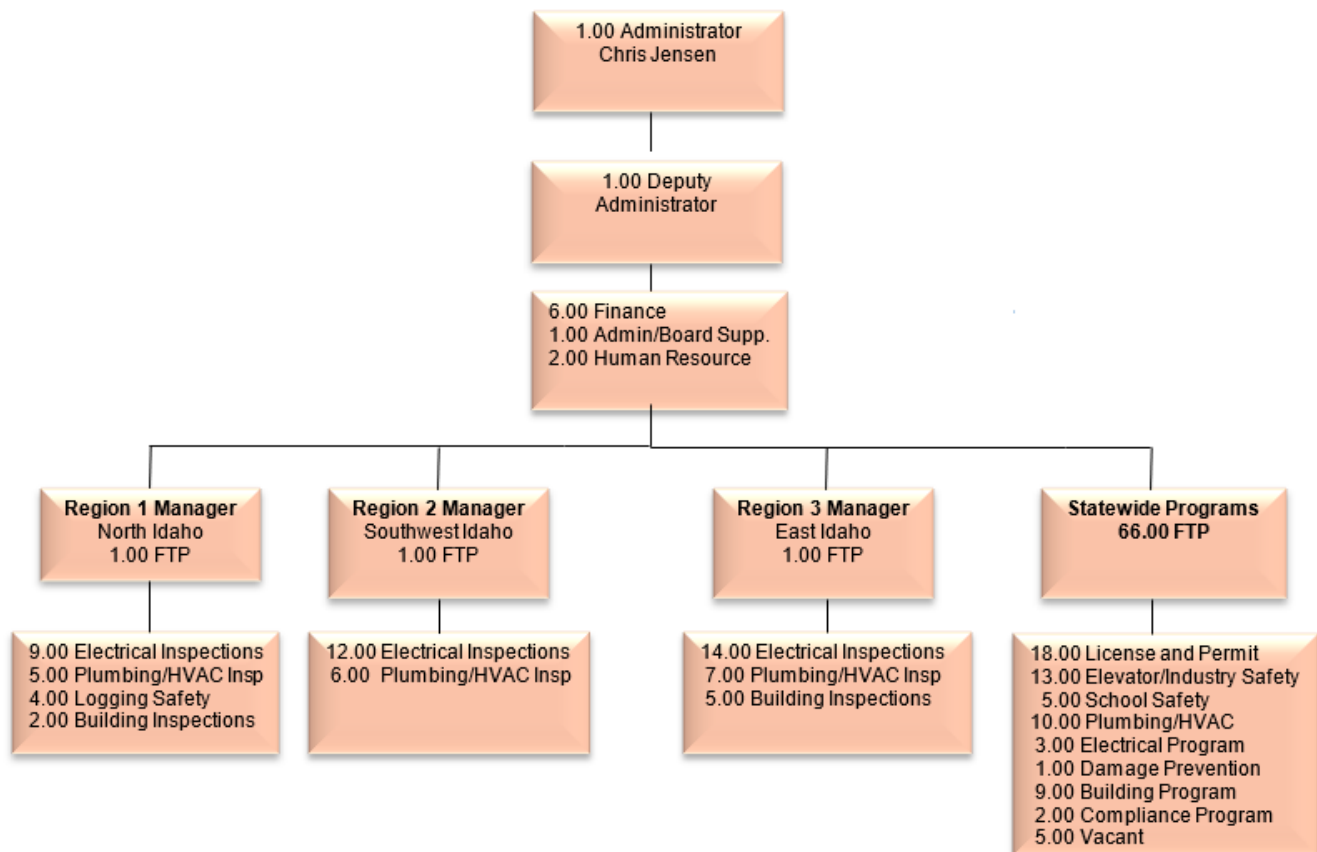 1.00 Administrator
Chris Jensen
1.00 Deputy
Administrator
6.00 Finance
1.00 Admin/Board Supp.
2.00 Human Resource
Region 1 Manager
North Idaho
1.00 FTP
Region 2 Manager
Southwest Idaho
1.00 FTP
Region 3 Manager
East Idaho
1.00 FTP
Statewide Programs
66.00 FTP
9.00 Electrical Inspections
5.00 Plumbing/HVAC Insp
4.00 Logging Safety
2.00 Building Inspections
12.00 Electrical Inspections
6.00 Plumbing/HVAC Insp
14.00 Electrical Inspections
7.00 Plumbing/HVAC Insp
5.00 Building Inspections
18.00 License and Permit
13.00 Elevator/Industry Safety
5.00 School Safety
10.00 Plumbing/HVAC
3.00 Electrical Program
1.00 Damage Prevention
9.00 Building Program
2.00 Compliance Program
5.00 Vacant